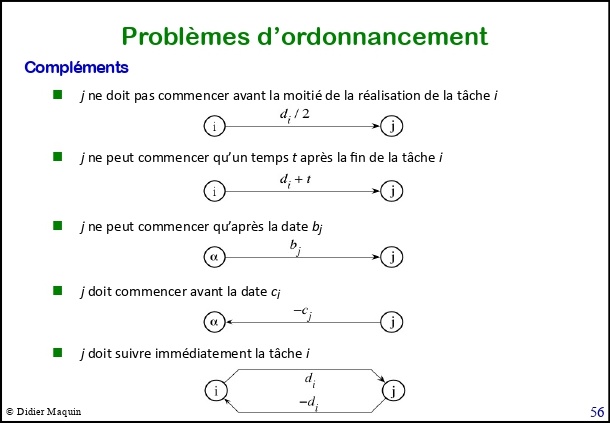 Problèmes d'ordonnancement
Compléments
j ne doit pas commencer avant la moitié de la réalisation de la tâche i
d_i / 2
i j
j ne peut commencer qu'un temps t après la fin de la tâche i
d_i + t
i j
j ne peut commencer qu'après la date b_j
b_j
α j
j doit commencer avant la date c_i
−c_j
α j
j doit suivre immédiatement la tâche i
d_i
i j
−d_i
© Didier Maquin 56